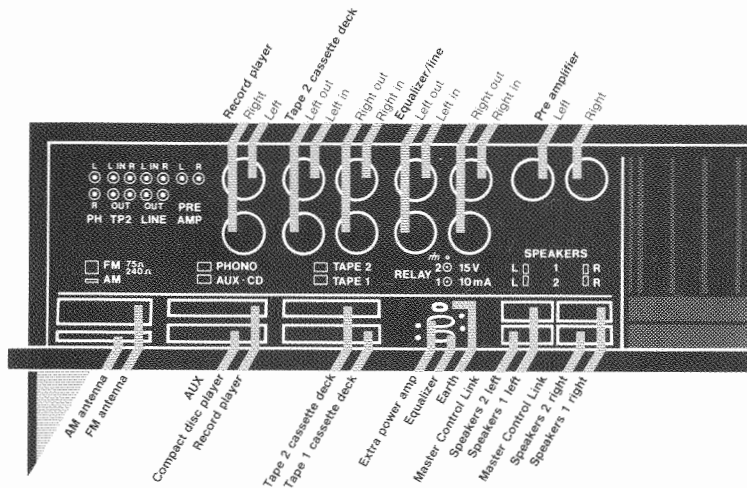 Record player
Right
Left
Tape 2 cassette deck
Left out
Left in
Right out
Right in
Equalizer/line
Left out
Left in
Right out
Right in
Pre amplifier
Left
Right
L L IN R L IN R L R
R OUT OUT PRE
PH TP2 LINE AMP
FM 75Ω
240Ω
AM
PHONO
AUX·CD
TAPE 2
TAPE 1
RELAY 2 15V
1 10mA
SPEAKERS
L 1 R
L 2 R
AM antenna
FM antenna
AUX
Compact disc player
Record player
Tape 2 cassette deck
Tape 1 cassette deck
Extra power amp
Equalizer
Earth
Master Control Link
Speakers 2 left
Speakers 1 left
Master Control Link
Speakers 2 right
Speakers 1 right